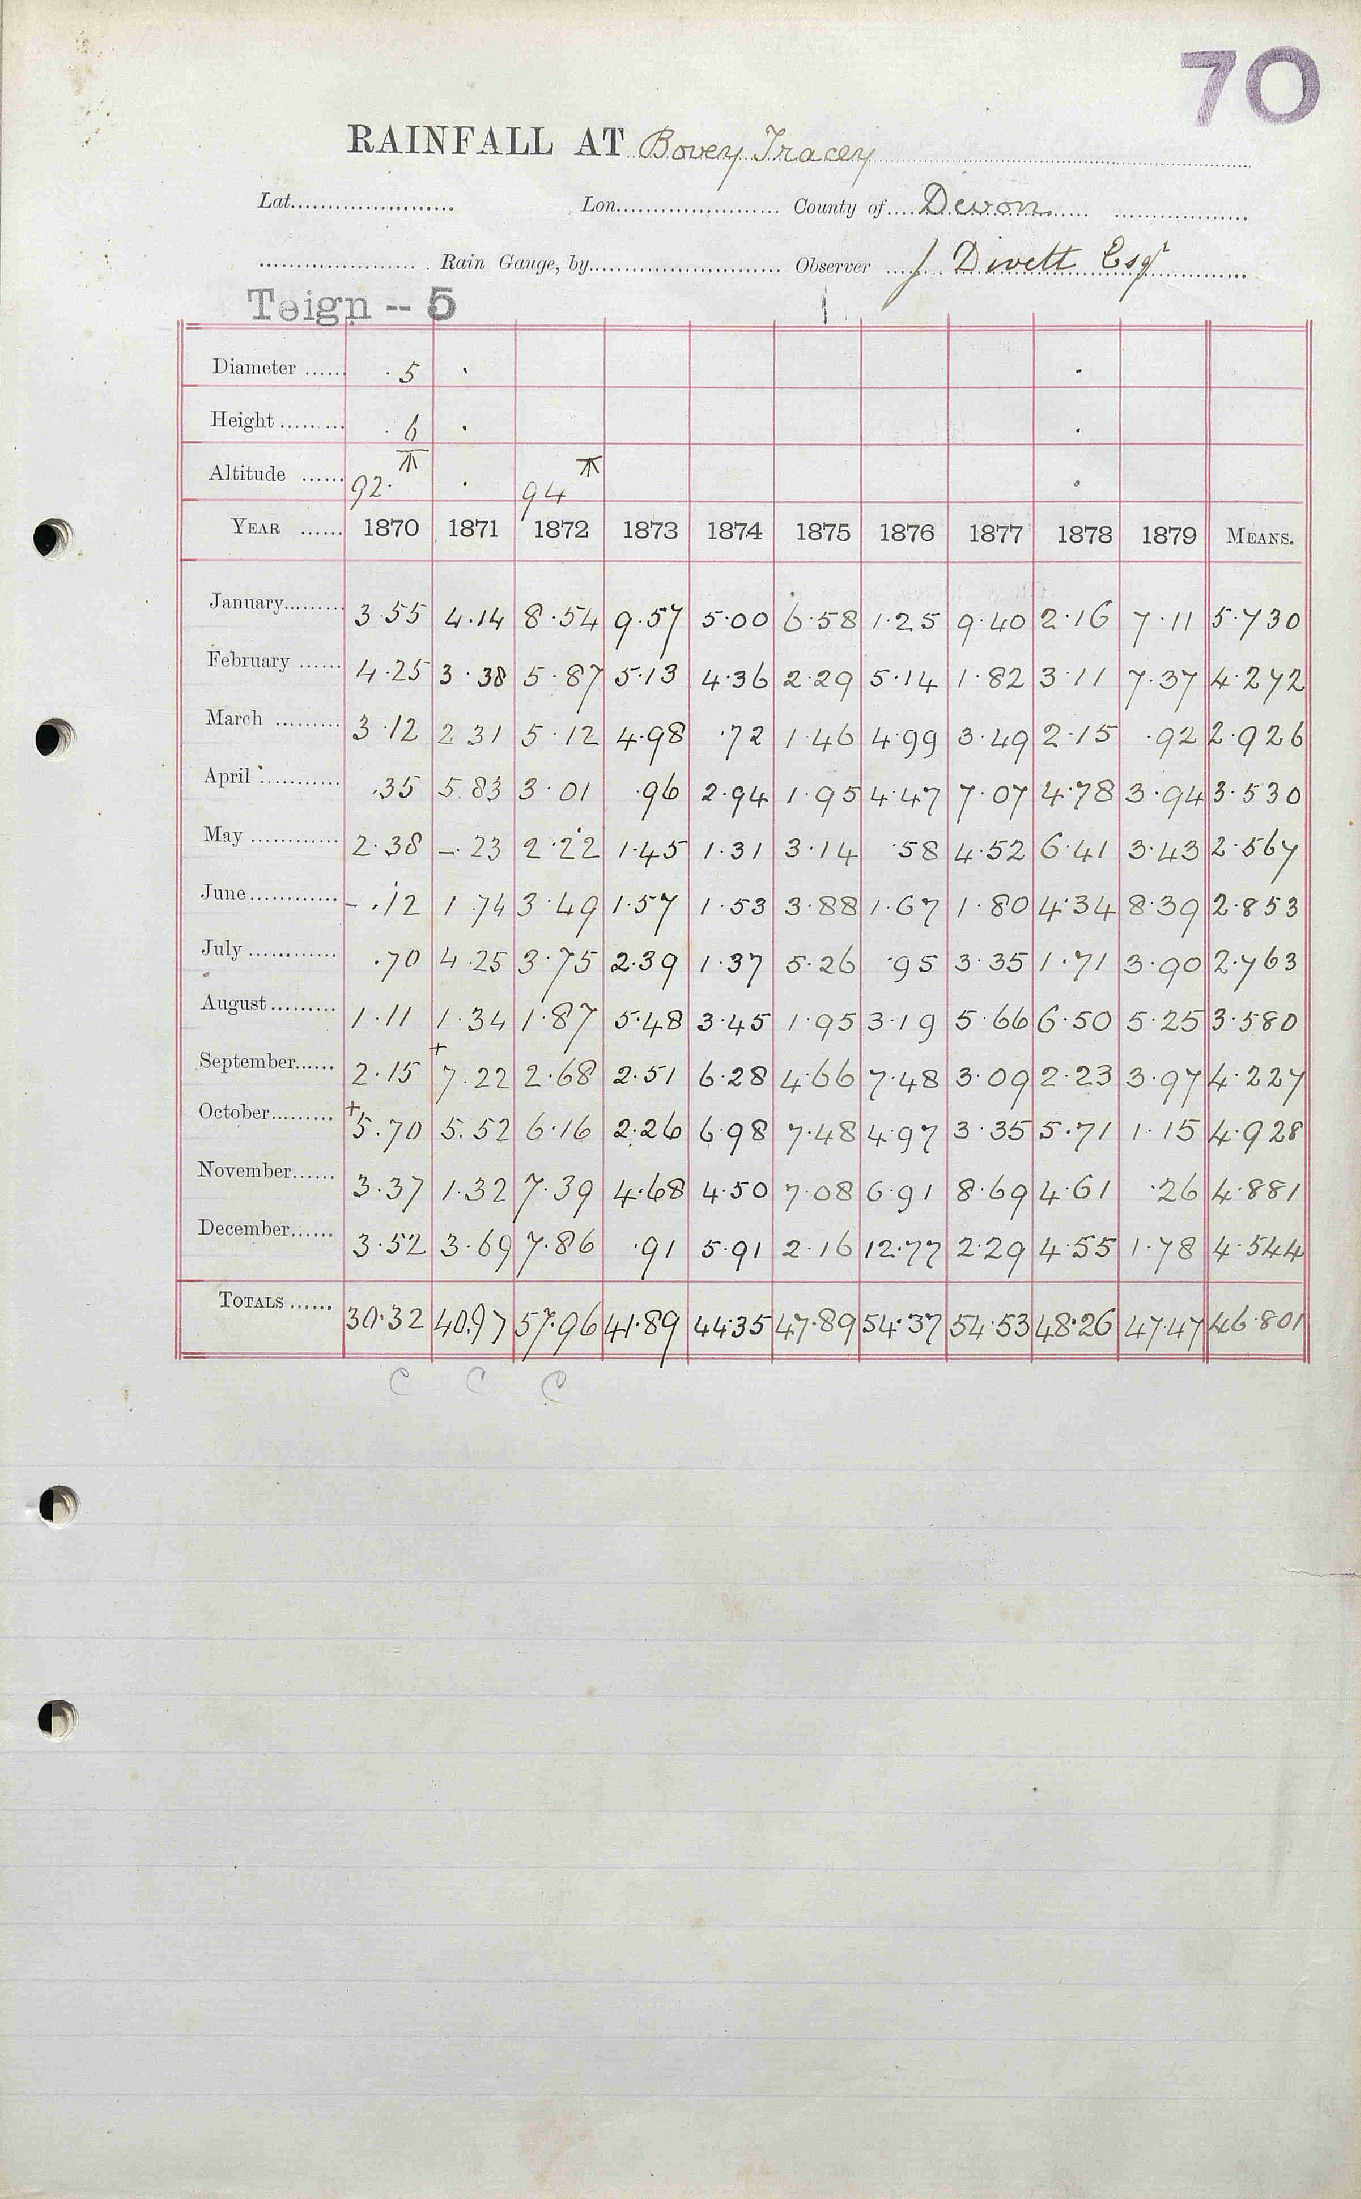 70
RAINFALL AT Bovey Tracey
Lat. Lon. County of Devon
Rain Gauge, by Observer J Divett Esqr
Teign -- 5
Diameter 5
Height 6
Altitude 92 94
YEAR 1870 1871 1872 1873 1874 1875 1876 1877 1878 1879 MEANS.
January 3.55 4.14 8.54 9.57 5.00 6.58 1.25 9.40 2.16 7.11 5.730
February 4.25 3.38 5.87 5.13 4.36 2.29 5.14 1.82 3.11 7.37 4.272
March 3.12 2.31 5.12 4.98 .72 1.46 4.99 3.49 2.15 .92 2.926
April .35 5.83 3.01 .96 2.94 1.95 4.47 7.07 4.78 3.94 3.530
May 2.38 -.23 2.22 1.45 1.31 3.14 .58 4.52 6.41 3.43 2.567
June -.12 1.74 3.49 1.57 1.53 3.88 1.67 1.80 4.34 8.39 2.853
July .70 4.25 3.75 2.39 1.37 5.26 .95 3.35 1.71 3.90 2.763
August 1.11 1.34 1.87 5.48 3.45 1.95 3.19 5.66 6.50 5.25 3.580
September 2.15 +7.22 2.68 2.51 6.28 4.66 7.48 3.09 2.23 3.97 4.227
October +5.70 5.52 6.16 2.26 6.98 7.48 4.97 3.35 5.71 1.15 4.928
November 3.37 1.32 7.39 4.68 4.50 7.08 6.91 8.69 4.61 .26 4.881
December 3.52 3.69 7.86 .91 5.91 2.16 12.77 2.29 4.55 1.78 4.544
TOTALS 30.32 40.97 57.96 41.89 44.35 47.89 54.37 54.53 48.26 47.47 46.801
C C C